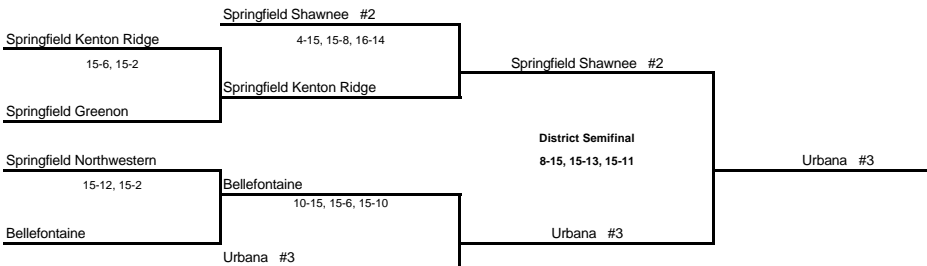 Springfield Shawnee #2
Springfield Kenton Ridge
4-15, 15-8, 16-14
15-6, 15-2
Springfield Shawnee #2
Springfield Kenton Ridge
Springfield Greenon
District Semifinal
Springfield Northwestern
8-15, 15-13, 15-11
Urbana #3
15-12, 15-2
Bellefontaine
10-15, 15-6, 15-10
Bellefontaine
Urbana #3
Urbana #3